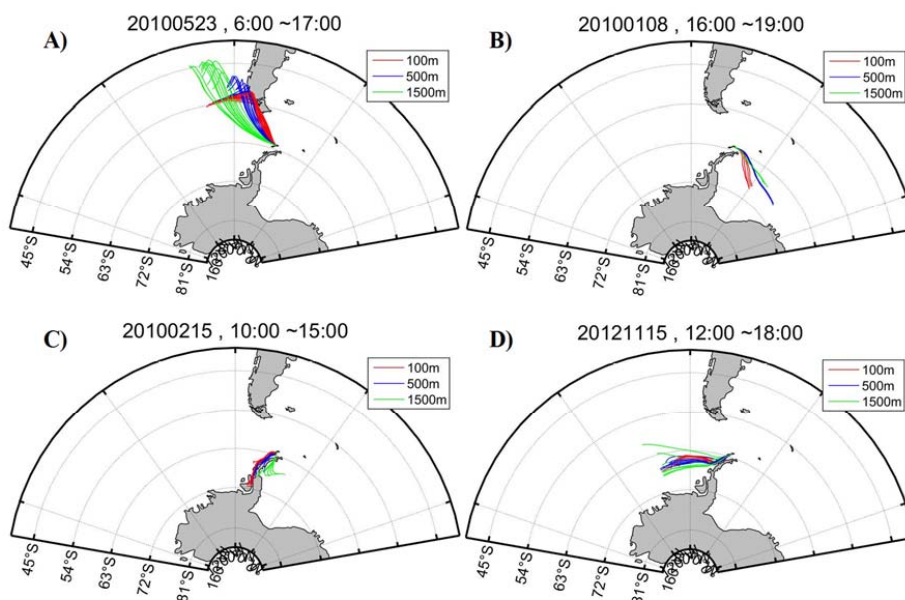 A)
20100523 , 6:00 ~17:00
100m
500m
1500m
45°S
54°S
63°S
72°S
81°S
B)
20100108 , 16:00 ~19:00
100m
500m
1500m
45°S
54°S
63°S
72°S
81°S
C)
20100215 , 10:00 ~15:00
100m
500m
1500m
45°S
54°S
63°S
72°S
81°S
D)
20121115 , 12:00 ~18:00
100m
500m
1500m
45°S
54°S
63°S
72°S
81°S